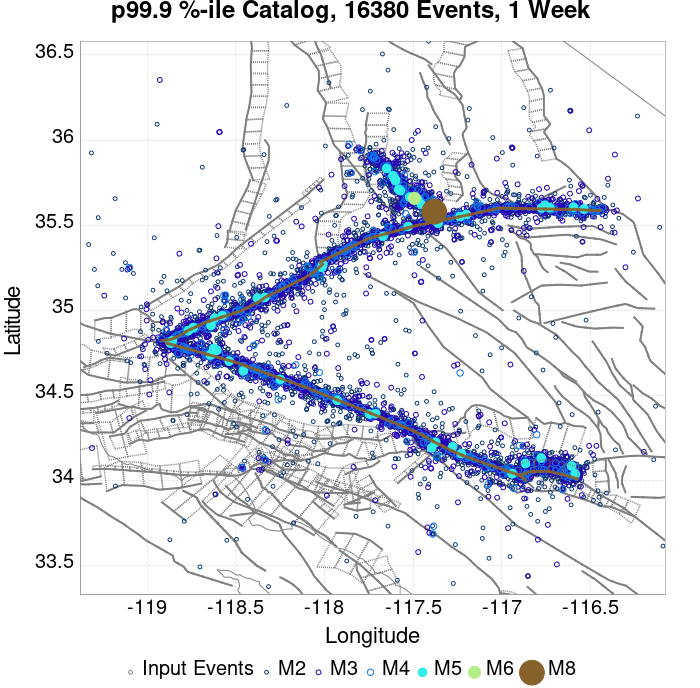 p99.9 %-ile Catalog, 16380 Events, 1 Week
36.5
36
35.5
35
34.5
34
33.5
Latitude
-119 -118.5 -118 -117.5 -117 -116.5
Longitude
Input Events M2 M3 M4 M5 M6 M8